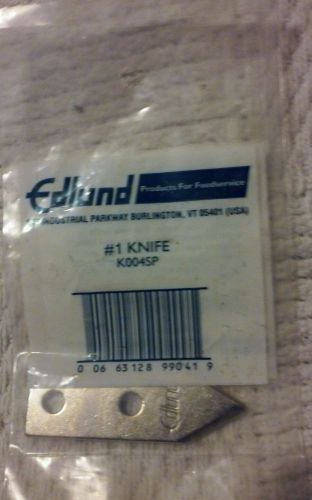 Edlund
Products For Foodservice
INDUSTRIAL PARKWAY BURLINGTON, VT 05401 (USA)
#1 KNIFE
K004SP
0 06 63128 99041 9
Edlund